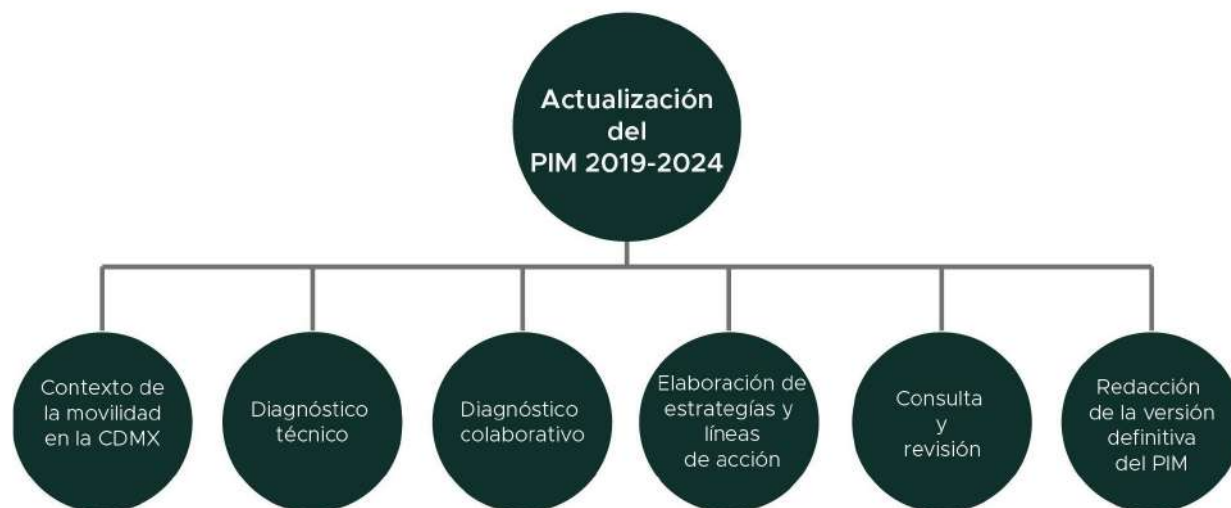 Actualización
del
PIM 2019-2024
Contexto de
la movilidad
en la CDMX
Diagnóstico
técnico
Diagnóstico
colaborativo
Elaboración de
estrategías y
líneas
de acción
Consulta
y
revisión
Redacción
de la versión
definitiva
del PIM